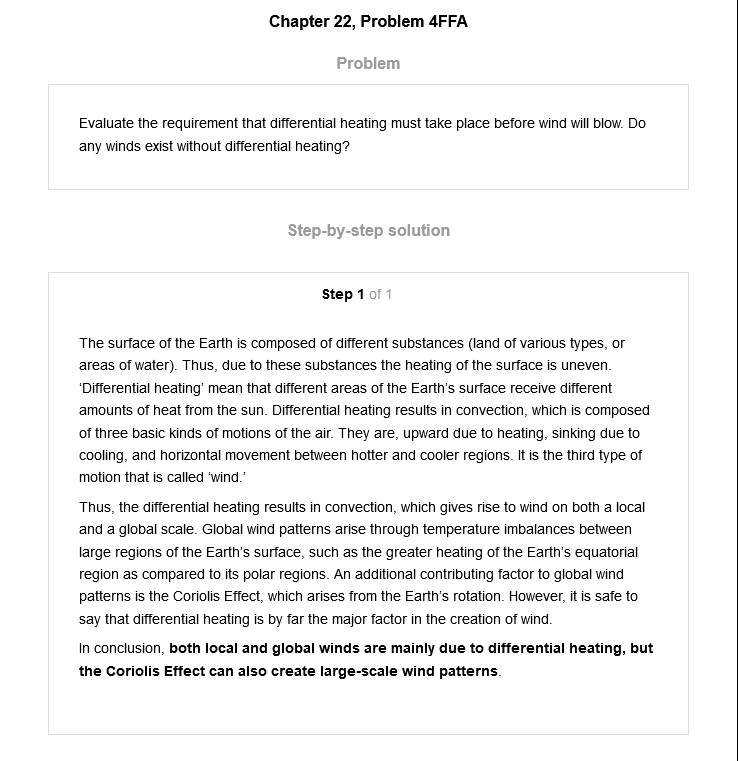 Chapter 22, Problem 4FFA
Problem
Evaluate the requirement that differential heating must take place before wind will blow. Do
any winds exist without differential heating?
Step-by-step solution
Step 1 of 1
The surface of the Earth is composed of different substances (land of various types, or
areas of water). Thus, due to these substances the heating of the surface is uneven.
‘Differential heating’ mean that different areas of the Earth’s surface receive different
amounts of heat from the sun. Differential heating results in convection, which is composed
of three basic kinds of motions of the air. They are, upward due to heating, sinking due to
cooling, and horizontal movement between hotter and cooler regions. It is the third type of
motion that is called ‘wind.’
Thus, the differential heating results in convection, which gives rise to wind on both a local
and a global scale. Global wind patterns arise through temperature imbalances between
large regions of the Earth’s surface, such as the greater heating of the Earth’s equatorial
region as compared to its polar regions. An additional contributing factor to global wind
patterns is the Coriolis Effect, which arises from the Earth’s rotation. However, it is safe to
say that differential heating is by far the major factor in the creation of wind.
In conclusion, both local and global winds are mainly due to differential heating, but
the Coriolis Effect can also create large-scale wind patterns.